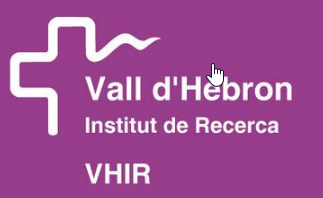 Vall d'Hebron
Institut de Recerca
VHIR